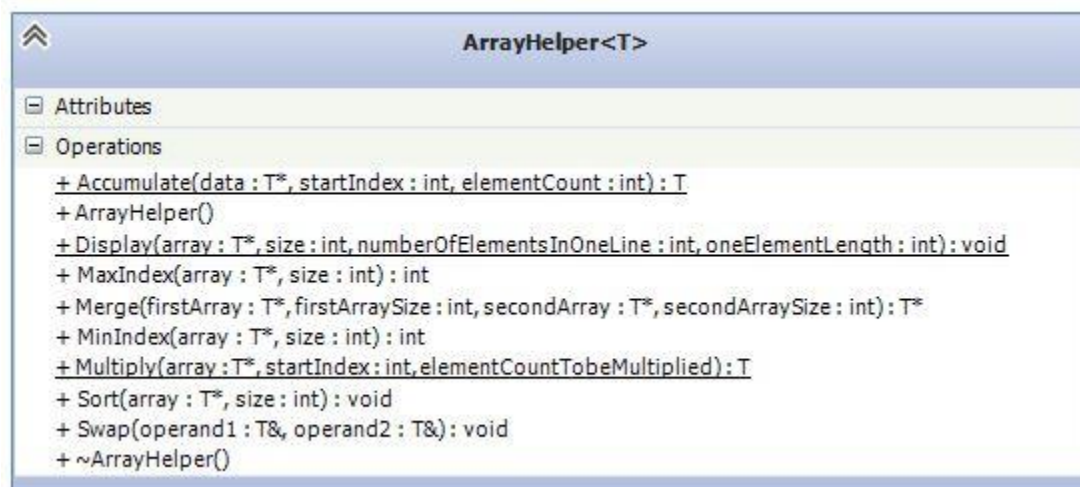 ArrayHelper<T>
Attributes
Operations
+ Accumulate(data : T*, startIndex : int, elementCount : int) : T
+ ArrayHelper()
+ Display(array : T*, size : int, numberOfElementsInOneLine : int, oneElementLength : int) : void
+ MaxIndex(array : T*, size : int) : int
+ Merge(firstArray : T*, firstArraySize : int, secondArray : T*, secondArraySize : int) : T*
+ MinIndex(array : T*, size : int) : int
+ Multiply(array : T*, startIndex : int, elementCountTobeMultiplied) : T
+ Sort(array : T*, size : int) : void
+ Swap(operand1 : T&, operand2 : T&) : void
+ ~ArrayHelper()